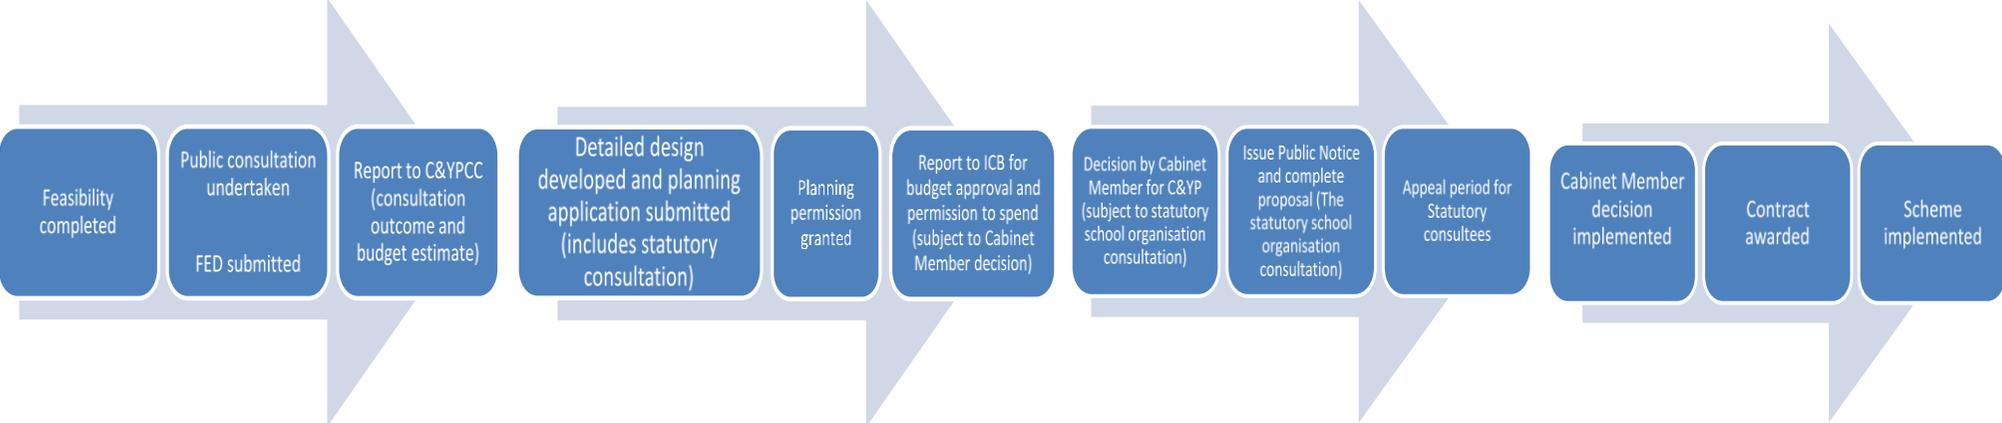 Feasibility
completed
Public consultation
undertaken
FED submitted
Report to C&YPCC
(consultation
outcome and
budget estimate)
Detailed design
developed and planning
application submitted
(includes statutory
consultation)
Planning
permission
granted
Report to ICB for
budget approval and
permission to spend
(subject to Cabinet
Member decision)
Decision by Cabinet
Member for C&YP
(subject to statutory
school organisation
consultation)
Issue Public Notice
and complete
proposal (The
statutory school
organisation
consultation)
Appeal period for
Statutory
consultees
Cabinet Member
decision
implemented
Contract
awarded
Scheme
implemented